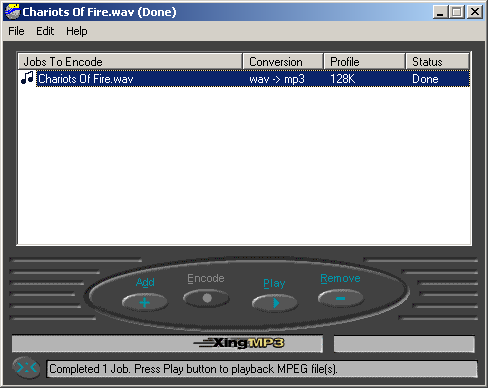 Chariots Of Fire.wav (Done)
File Edit Help
Jobs To Encode Conversion Profile Status
Chariots Of Fire.wav wav -> mp3 128K Done
Add Encode Play Remove
XingMP3
Completed 1 Job. Press Play button to playback MPEG file(s).